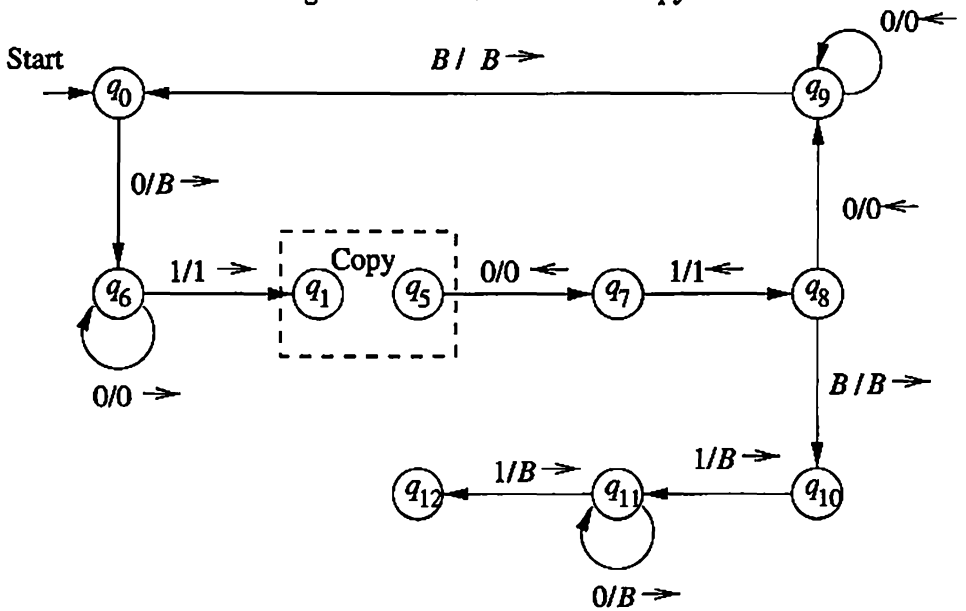 0/0 ←
Start
B / B →
q0
q9
0/B →
0/0 ←
Copy
1/1 →
0/0 ←
1/1 ←
q6
q1
q5
q7
q8
0/0 →
B / B →
1/B →
1/B →
q12
q11
q10
0/B →